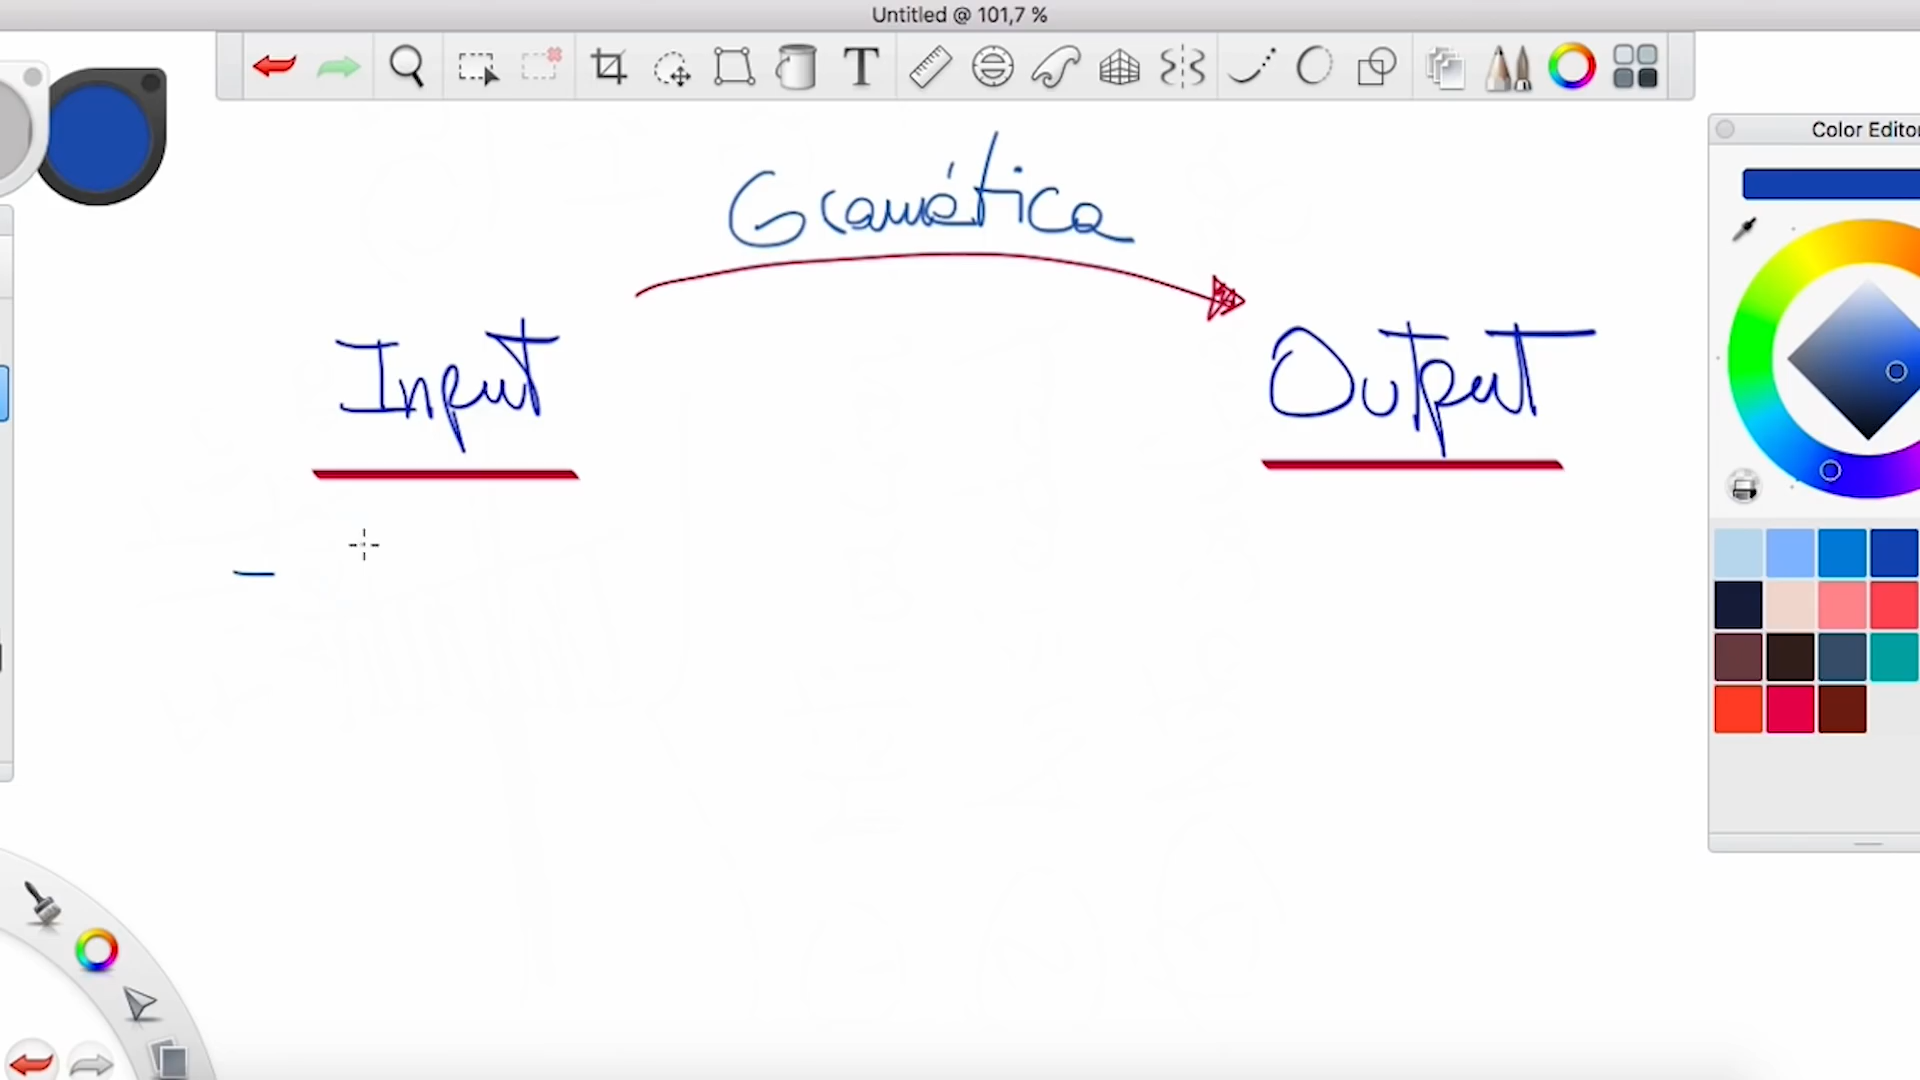 Untitled @ 101,7 %
T
Color Editor
Gramática
Input
Output
–